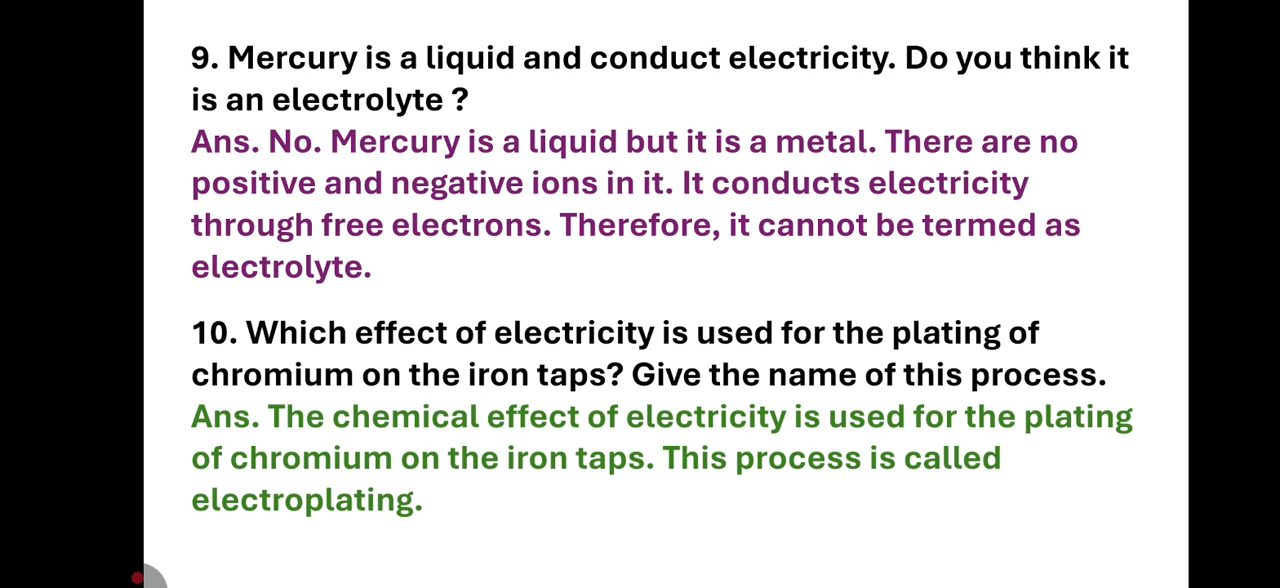 9. Mercury is a liquid and conduct electricity. Do you think it
is an electrolyte ?
Ans. No. Mercury is a liquid but it is a metal. There are no
positive and negative ions in it. It conducts electricity
through free electrons. Therefore, it cannot be termed as
electrolyte.
10. Which effect of electricity is used for the plating of
chromium on the iron taps? Give the name of this process.
Ans. The chemical effect of electricity is used for the plating
of chromium on the iron taps. This process is called
electroplating.